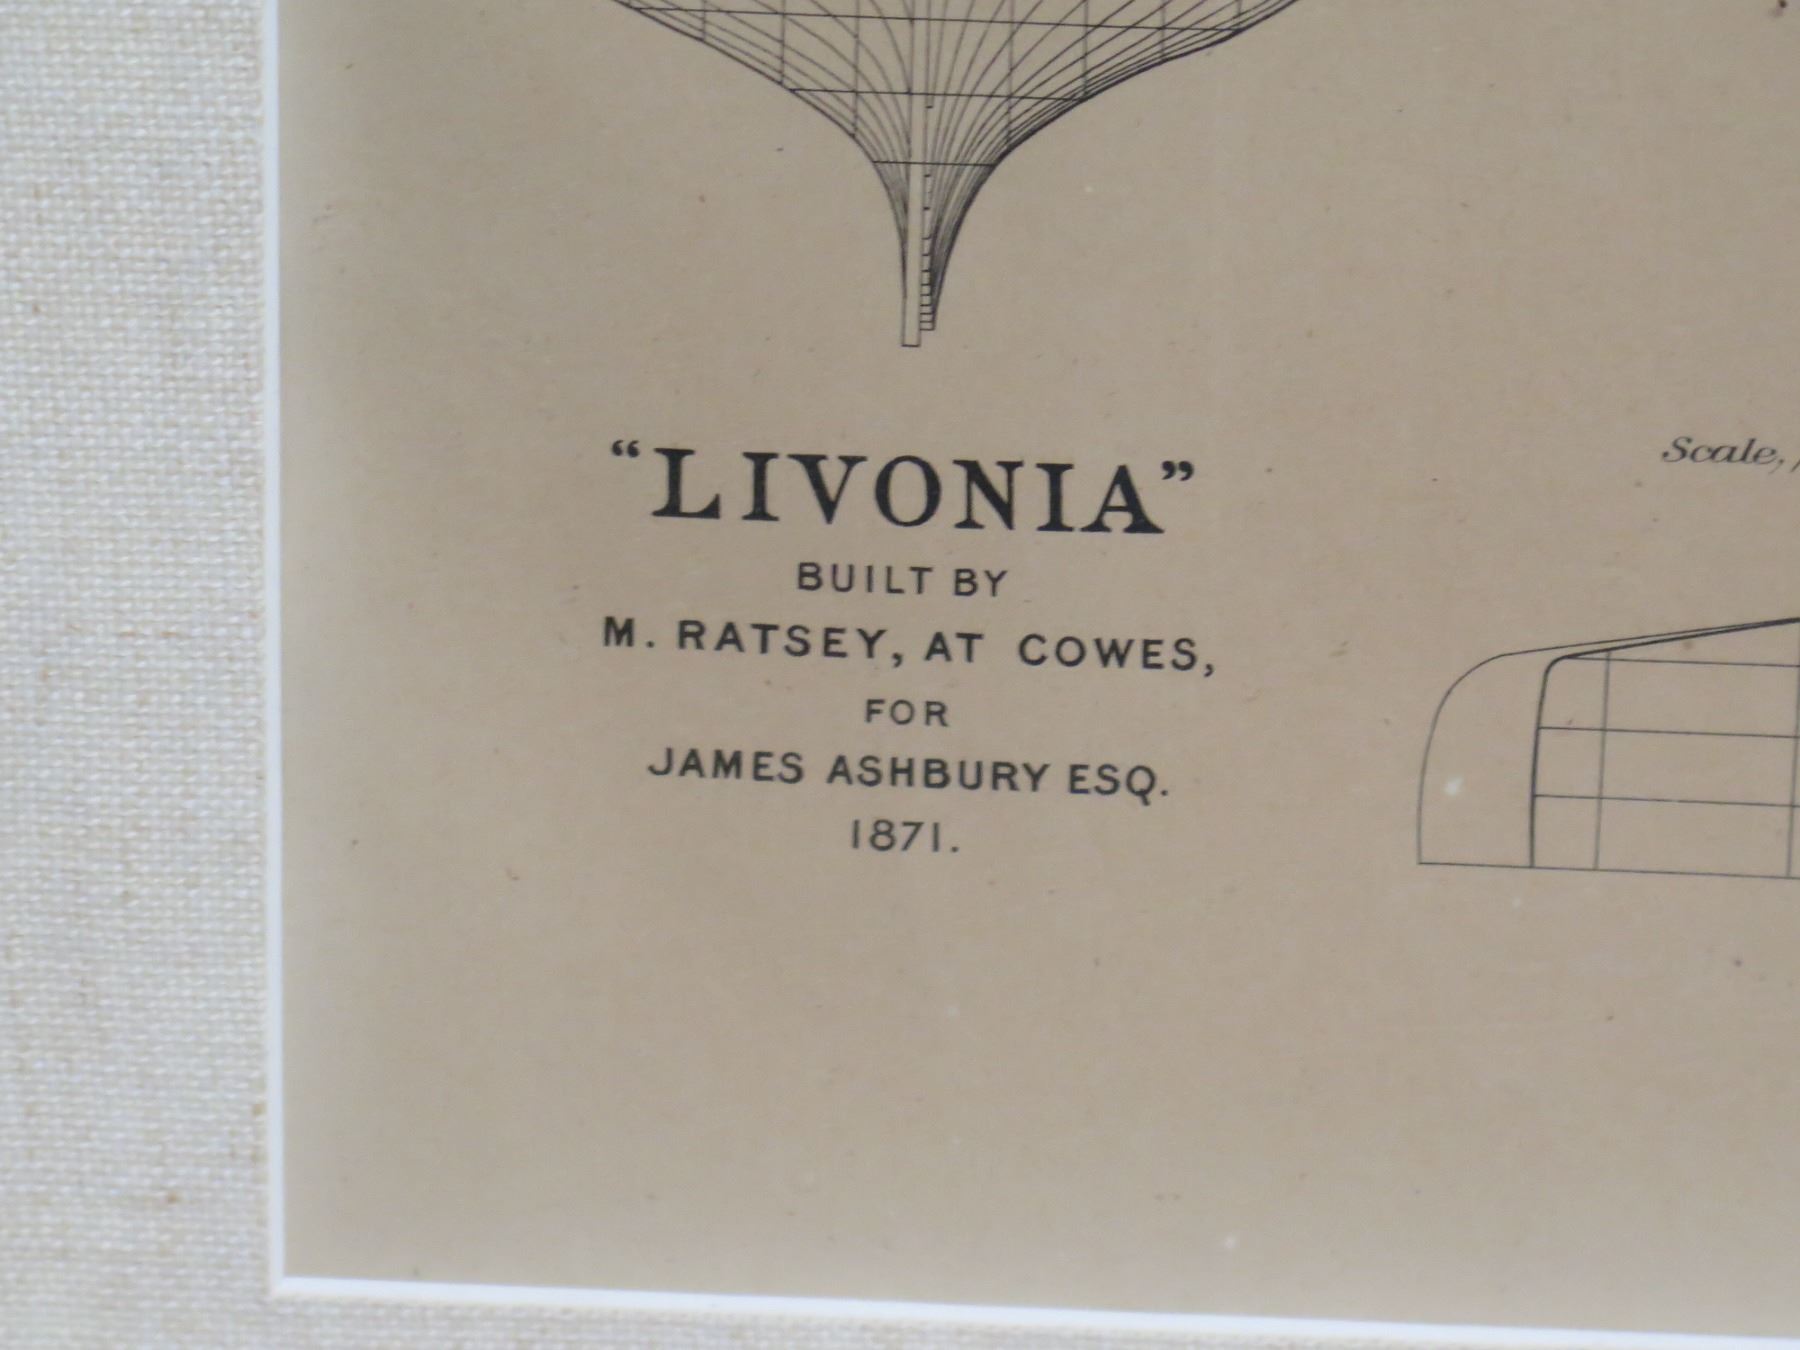 “LIVONIA”
BUILT BY
M. RATSEY, AT COWES,
FOR
JAMES ASHBURY ESQ.
1871.
Scale,